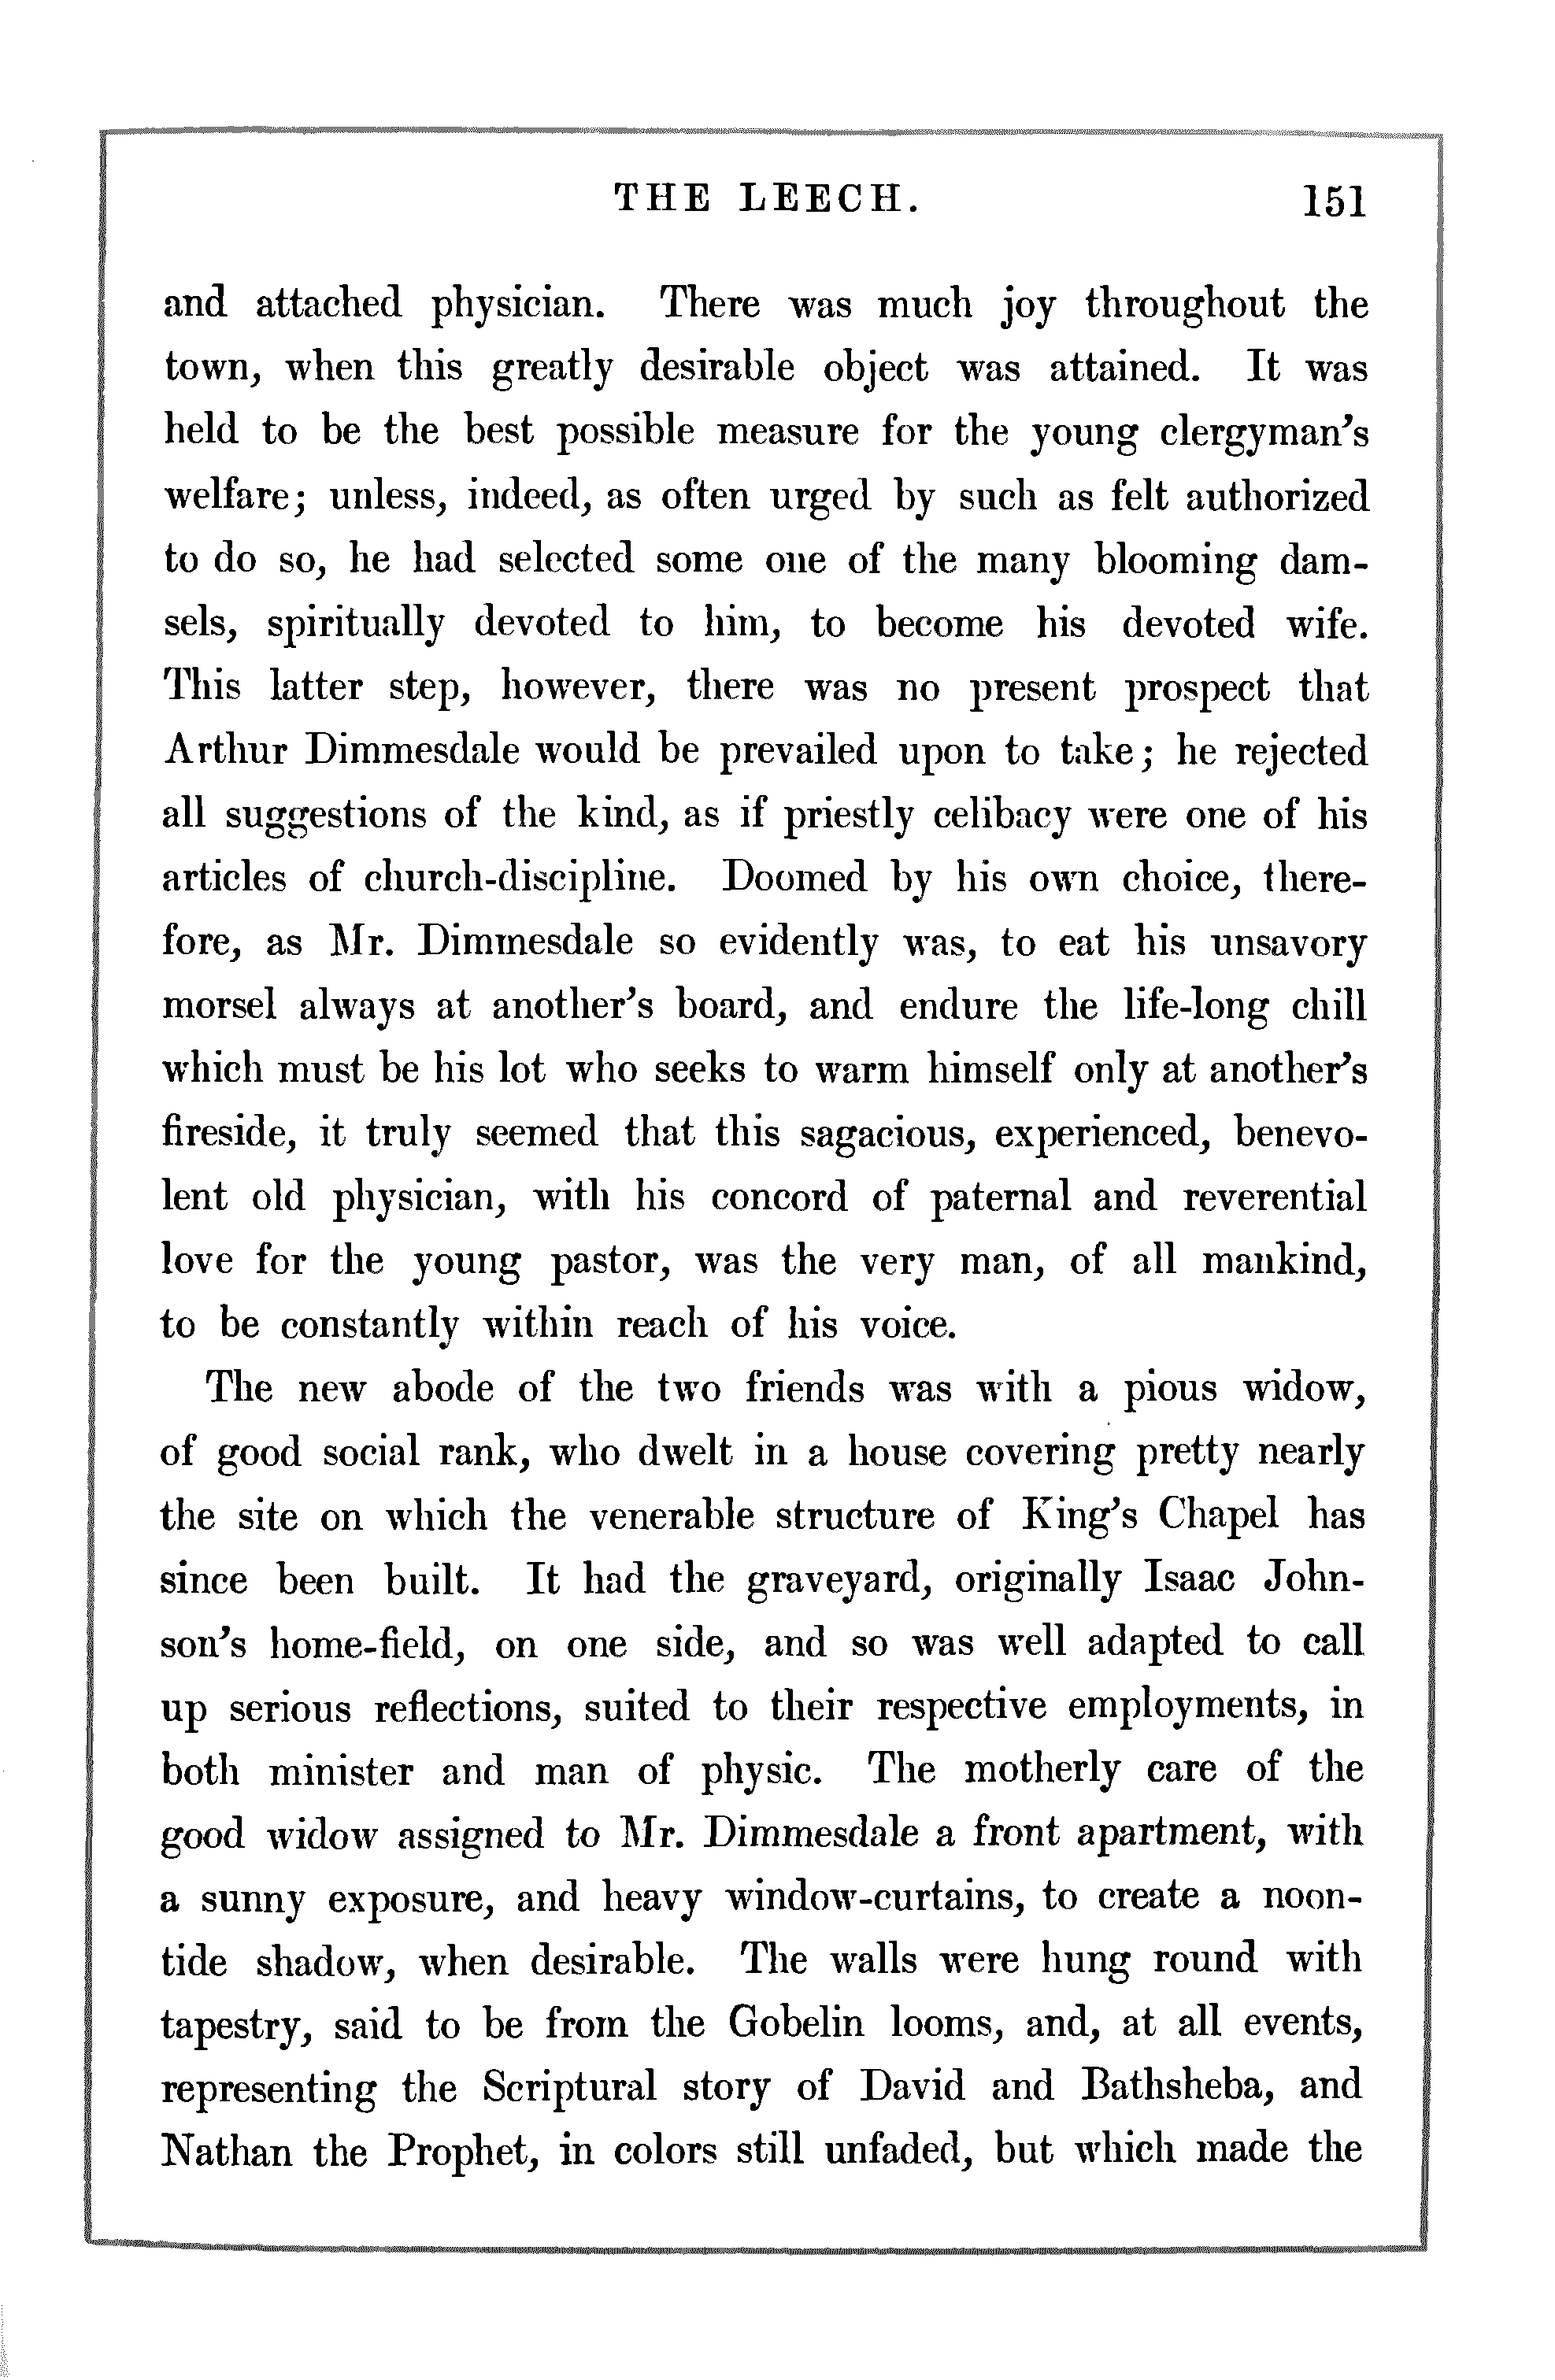 THE LEECH. 151
and attached physician. There was much joy throughout the
town, when this greatly desirable object was attained. It was
held to be the best possible measure for the young clergyman's
welfare; unless, indeed, as often urged by such as felt authorized
to do so, he had selected some one of the many blooming dam-
sels, spiritually devoted to him, to become his devoted wife.
This latter step, however, there was no present prospect that
Arthur Dimmesdale would be prevailed upon to take; he rejected
all suggestions of the kind, as if priestly celibacy were one of his
articles of church-discipline. Doomed by his own choice, there-
fore, as Mr. Dimmesdale so evidently was, to eat his unsavory
morsel always at another's board, and endure the life-long chill
which must be his lot who seeks to warm himself only at another's
fireside, it truly seemed that this sagacious, experienced, benevo-
lent old physician, with his concord of paternal and reverential
love for the young pastor, was the very man, of all mankind,
to be constantly within reach of his voice.
The new abode of the two friends was with a pious widow,
of good social rank, who dwelt in a house covering pretty nearly
the site on which the venerable structure of King's Chapel has
since been built. It had the graveyard, originally Isaac John-
son's home-field, on one side, and so was well adapted to call
up serious reflections, suited to their respective employments, in
both minister and man of physic. The motherly care of the
good widow assigned to Mr. Dimmesdale a front apartment, with
a sunny exposure, and heavy window-curtains, to create a noon-
tide shadow, when desirable. The walls were hung round with
tapestry, said to be from the Gobelin looms, and, at all events,
representing the Scriptural story of David and Bathsheba, and
Nathan the Prophet, in colors still unfaded, but which made the